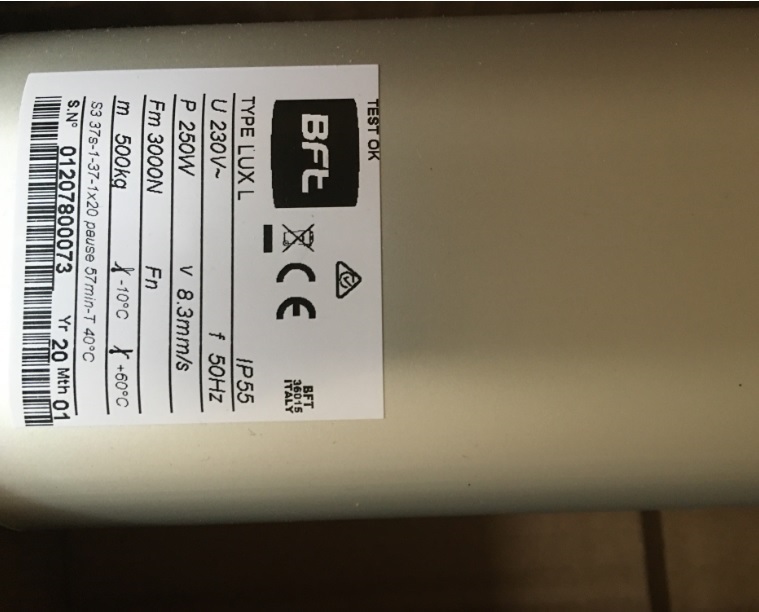 TEST OK
BFt
BFT
36015
ITALY
TYPE LUX L IP55
U 230V~ f 50Hz
P 250W v 8.3mm/s
Fm 3000N Fn
m 500kg -10°C +60°C
S3 37s-1-37-1x20 pause 57min-T 40°C
S.N° 01207800073 Yr 20 Mth 01